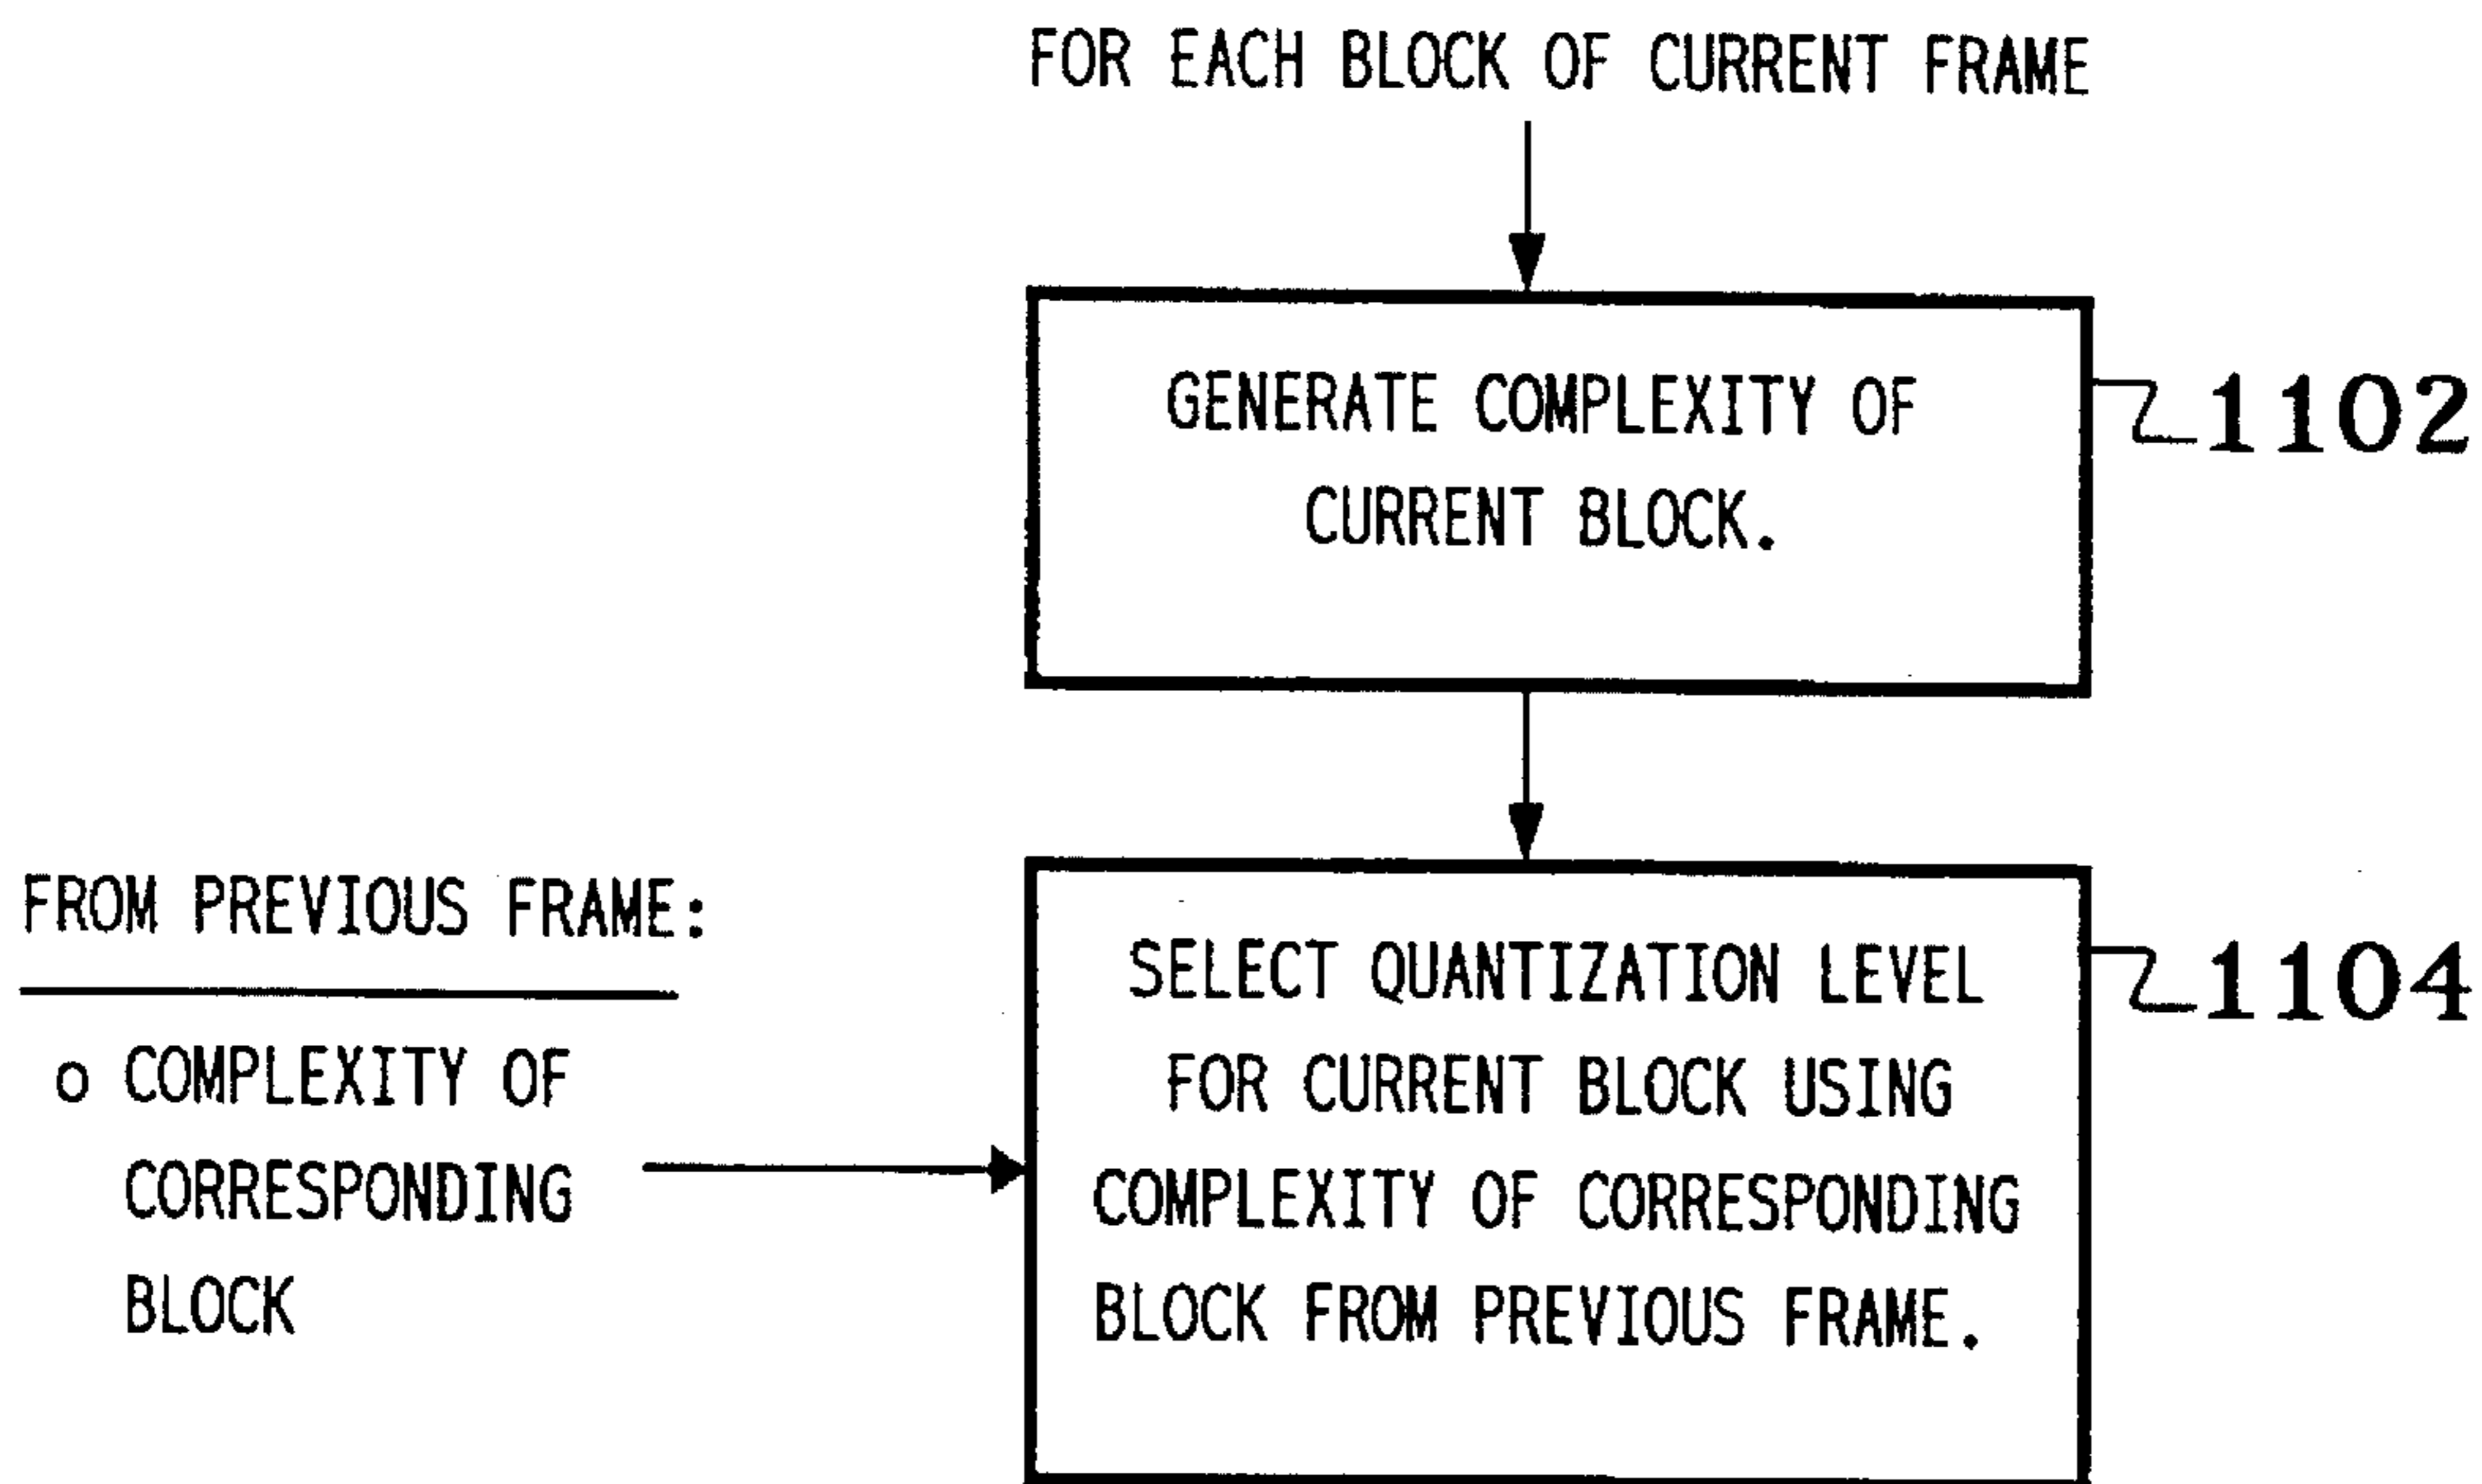 FOR EACH BLOCK OF CURRENT FRAME
GENERATE COMPLEXITY OF
CURRENT BLOCK.
1102
FROM PREVIOUS FRAME:
o COMPLEXITY OF
CORRESPONDING
BLOCK
SELECT QUANTIZATION LEVEL
FOR CURRENT BLOCK USING
COMPLEXITY OF CORRESPONDING
BLOCK FROM PREVIOUS FRAME.
1104